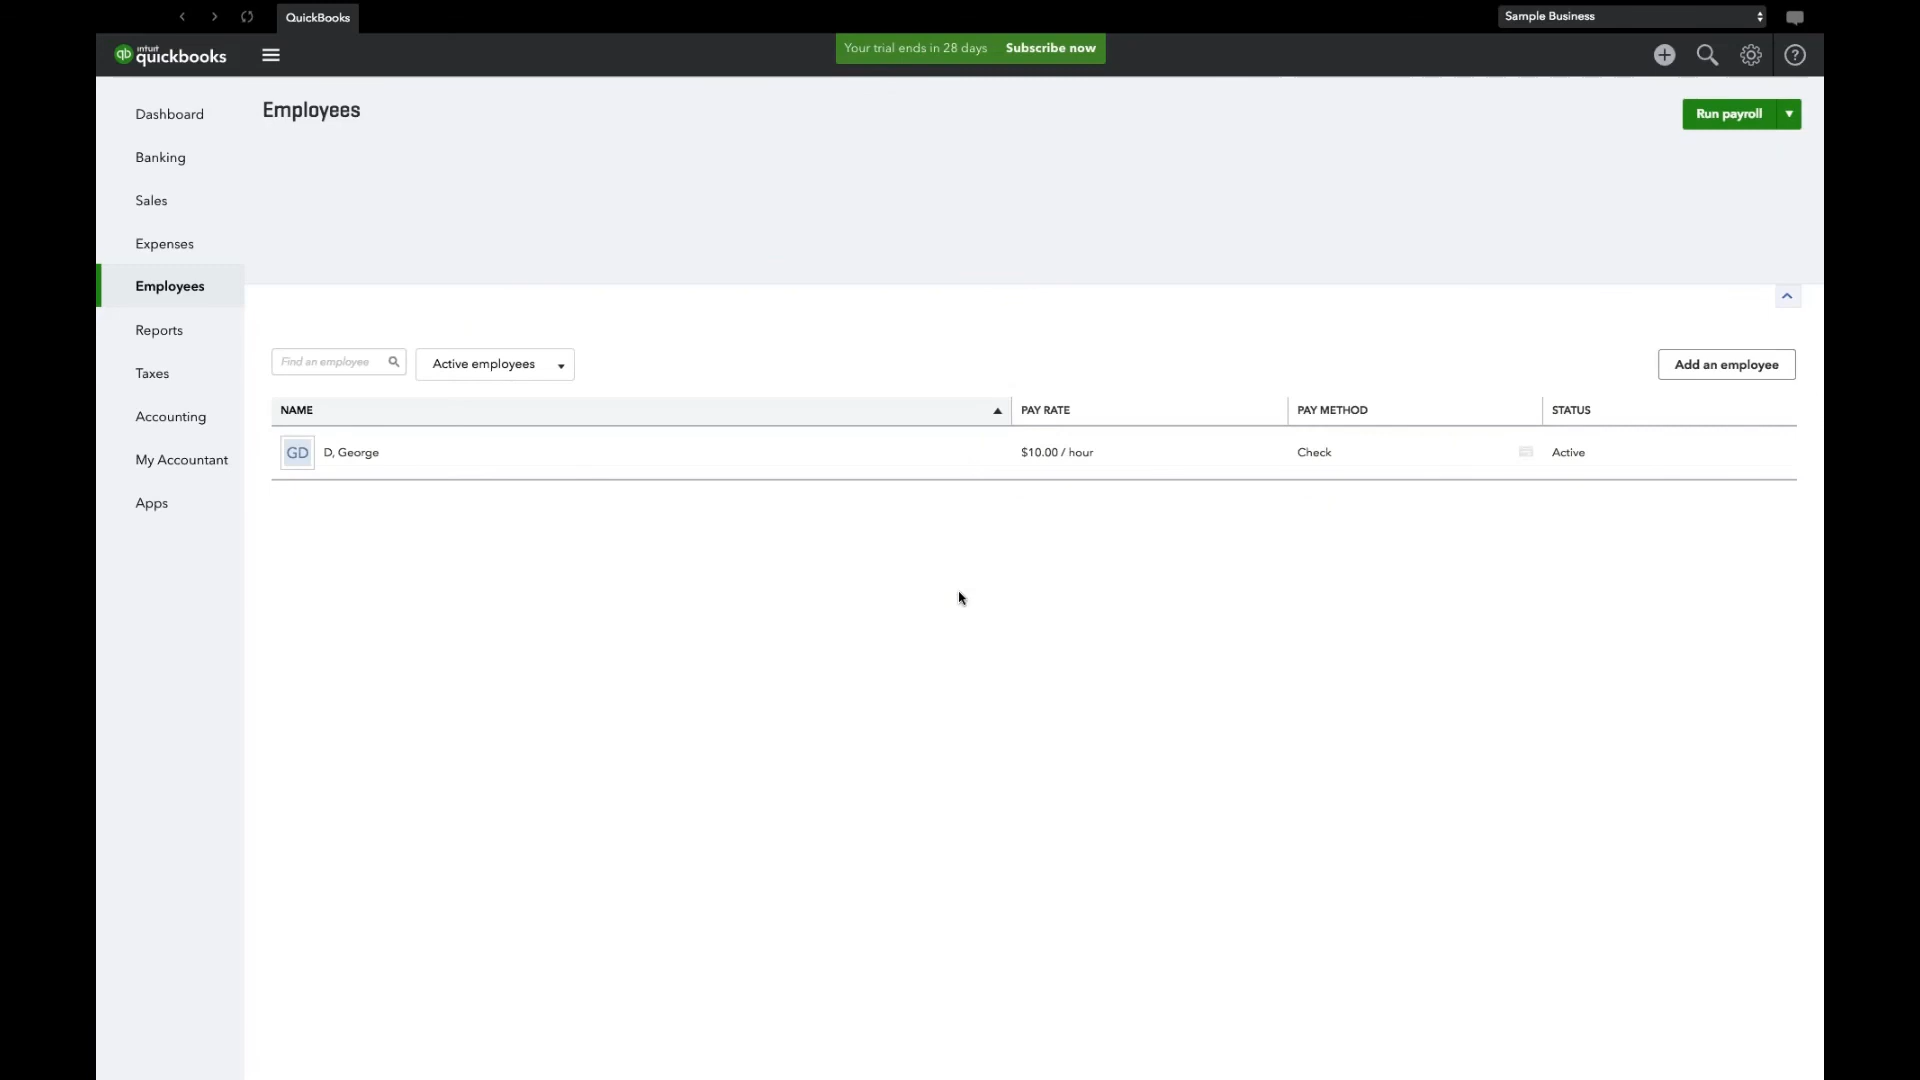 QuickBooks
Sample Business
qb intuit quickbooks
Your trial ends in 28 days Subscribe now
Dashboard
Banking
Sales
Expenses
Employees
Reports
Taxes
Accounting
My Accountant
Apps
Employees
Run payroll
Find an employee
Active employees
Add an employee
NAME PAY RATE PAY METHOD STATUS
GD D, George $10.00 / hour Check Active